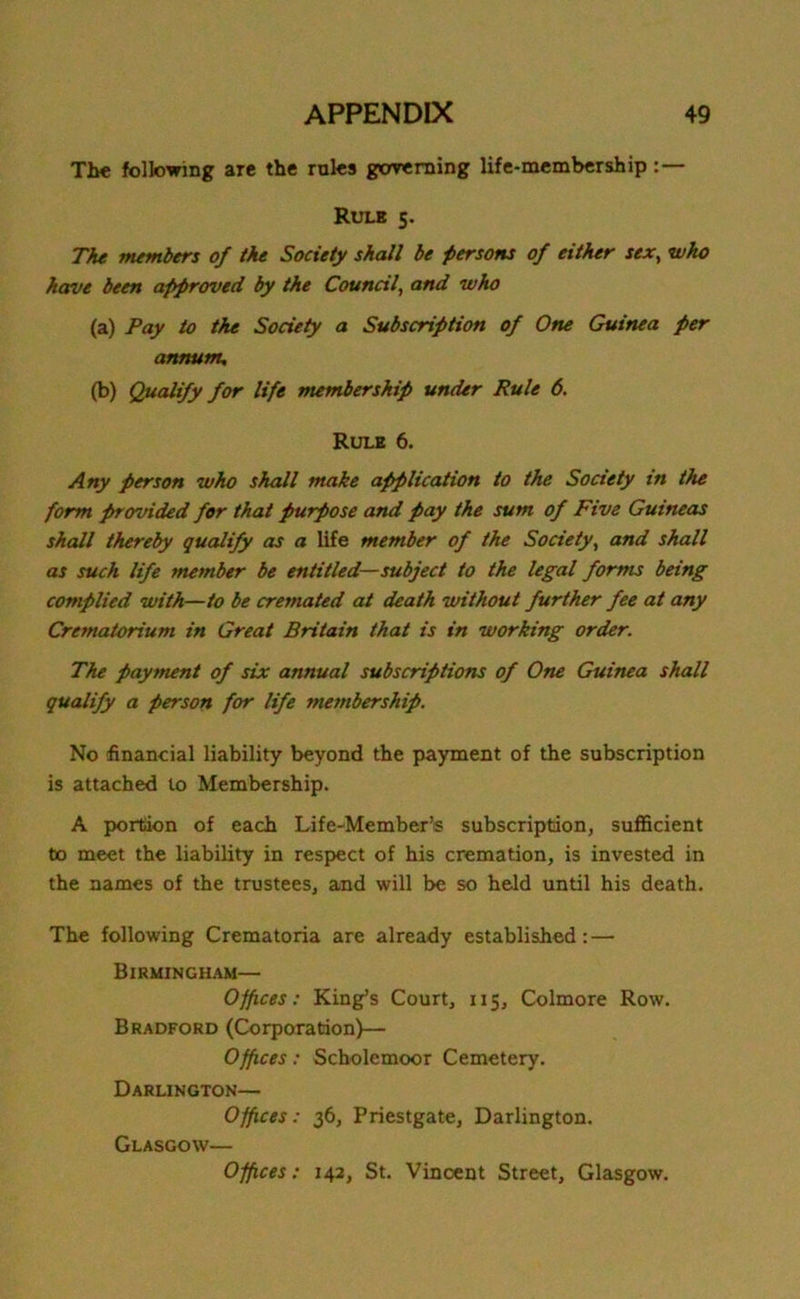 APPENDIX 49
The following are the rules governing life-membership:—
RULE 5.
The members of the Society shall be persons of either sex, who
have been approved by the Council, and who
(a) Pay to the Society a Subscription of One Guinea per
annum.
(b) Qualify for life membership under Rule 6.
RULE 6.
Any person who shall make application to the Society in the
form provided for that purpose and pay the sum of Five Guineas
shall thereby qualify as a life member of the Society, and shall
as such life member be entitled—subject to the legal forms being
complied with—to be cremated at death without further fee at any
Crematorium in Great Britain that is in working order.
The payment of six annual subscriptions of One Guinea shall
qualify a person for life membership.
No financial liability beyond the payment of the subscription
is attached to Membership.
A portion of each Life-Member's subscription, sufficient
to meet the liability in respect of his cremation, is invested in
the names of the trustees, and will be so held until his death.
The following Crematoria are already established:—
BIRMINGHAM—
Offices: King's Court, 115, Colmore Row.
BRADFORD (Corporation)—
Offices: Scholemoor Cemetery.
DARLINGTON—
Offices: 36, Priestgate, Darlington.
GLASGOW—
Offices: 142, St. Vincent Street, Glasgow.